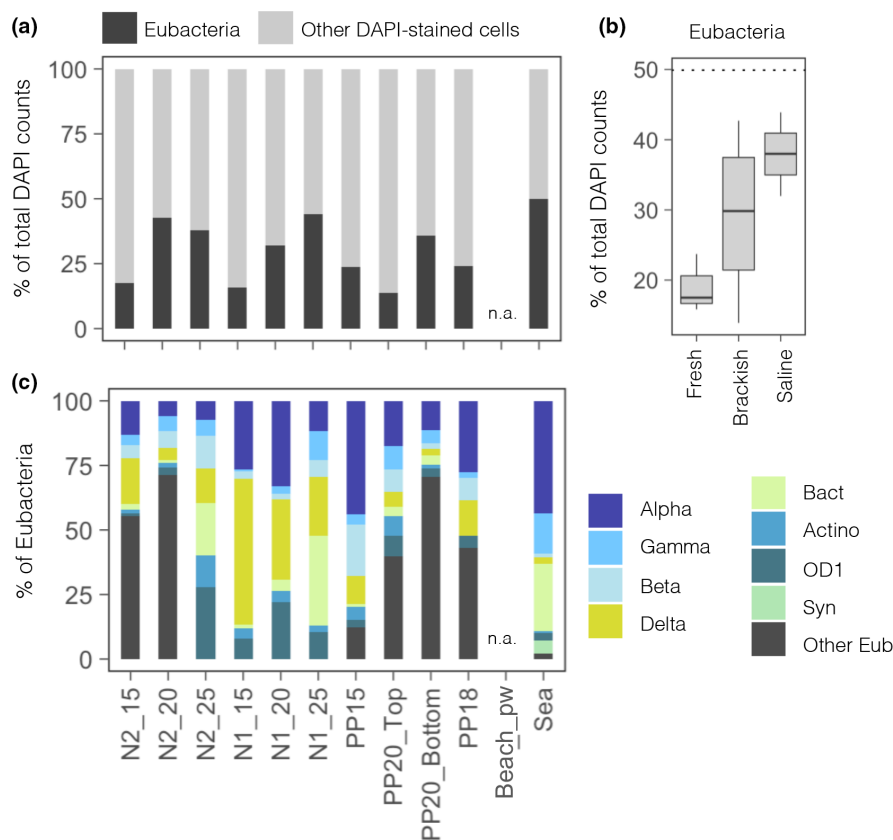 (a)
Eubacteria
Other DAPI-stained cells
% of total DAPI counts
100
75
50
25
0
n.a.
(b)
Eubacteria
% of total DAPI counts
50
40
30
20
Fresh
Brackish
Saline
(c)
% of Eubacteria
100
75
50
25
0
n.a.
N2_15
N2_20
N2_25
N1_15
N1_20
N1_25
PP15
PP20_Top
PP20_Bottom
PP18
Beach_pw
Sea
Alpha
Gamma
Beta
Delta
Bact
Actino
OD1
Syn
Other Eub